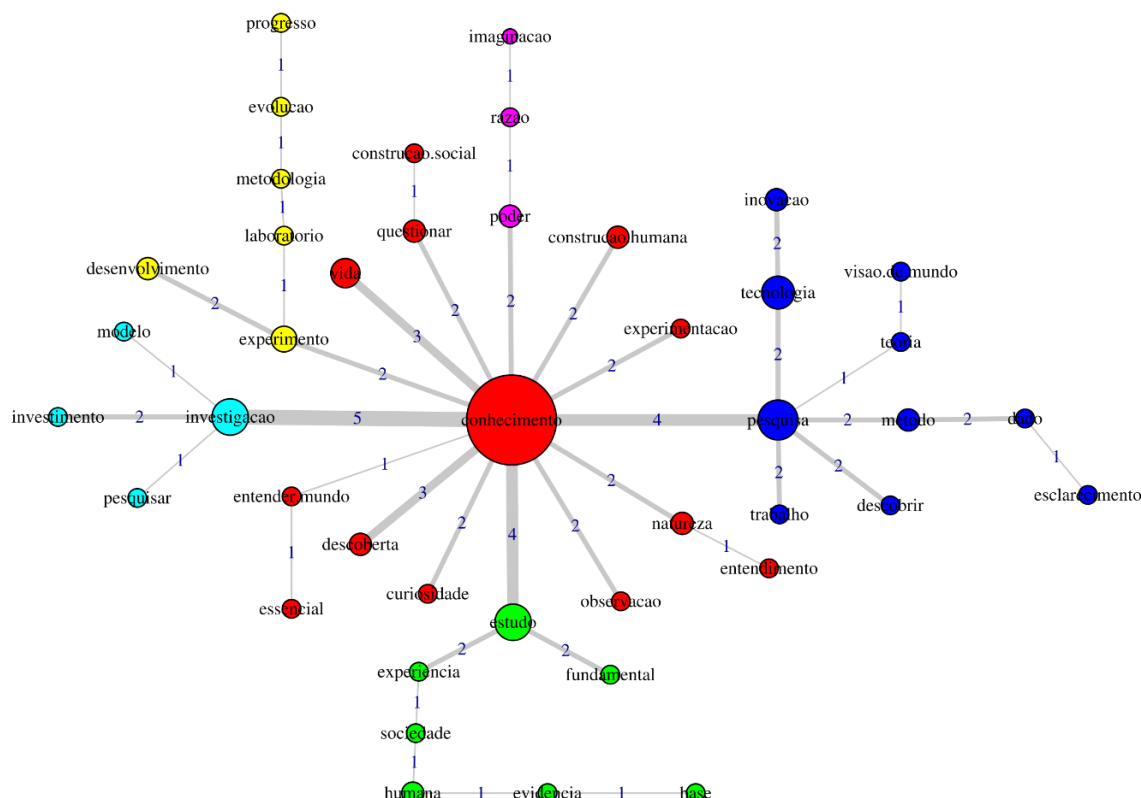 progresso
imaginacao
1
1
evolucao
razao
1
construcao.social
1
metodologia
1
1
inovacao
laboratorio
poder
questionar
construcao.humana
2
desenvolvimento
vida
visao.de.mundo
tecnologia
2
1
2
2
2
1
modelo
experimento
3
experimentacao
teoria
2
2
2
1
1
investimento
2
investigacao
5
conhecimento
4
pesquisa
2
metodo
2
dado
1
1
2
2
2
1
pesquisar
entender.mundo
3
2
2
esclarecimento
descoberta
4
natureza
trabalho
descobrir
1
1
essencial
curiosidade
observacao
entendimento
estudo
2
2
experiencia
fundamental
1
sociedade
1
humana
1
evidencia
1
base